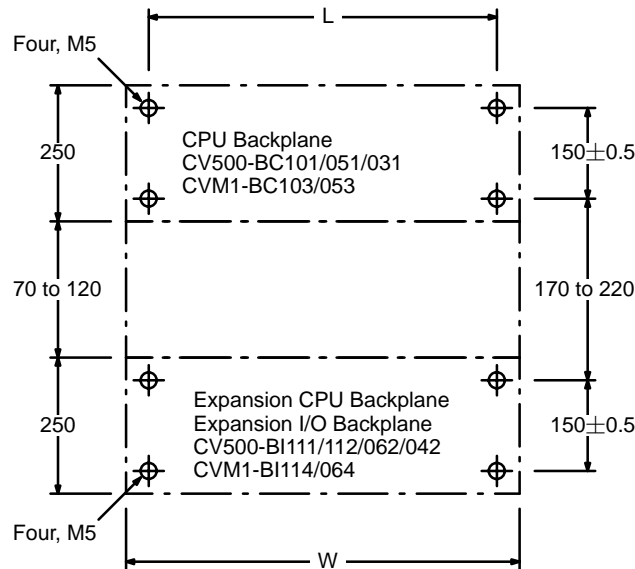 L
Four, M5
250
CPU Backplane
CV500-BC101/051/031
CVM1-BC103/053
150±0.5
70 to 120
170 to 220
250
Expansion CPU Backplane
Expansion I/O Backplane
CV500-BI111/112/062/042
CVM1-BI114/064
150±0.5
Four, M5
W